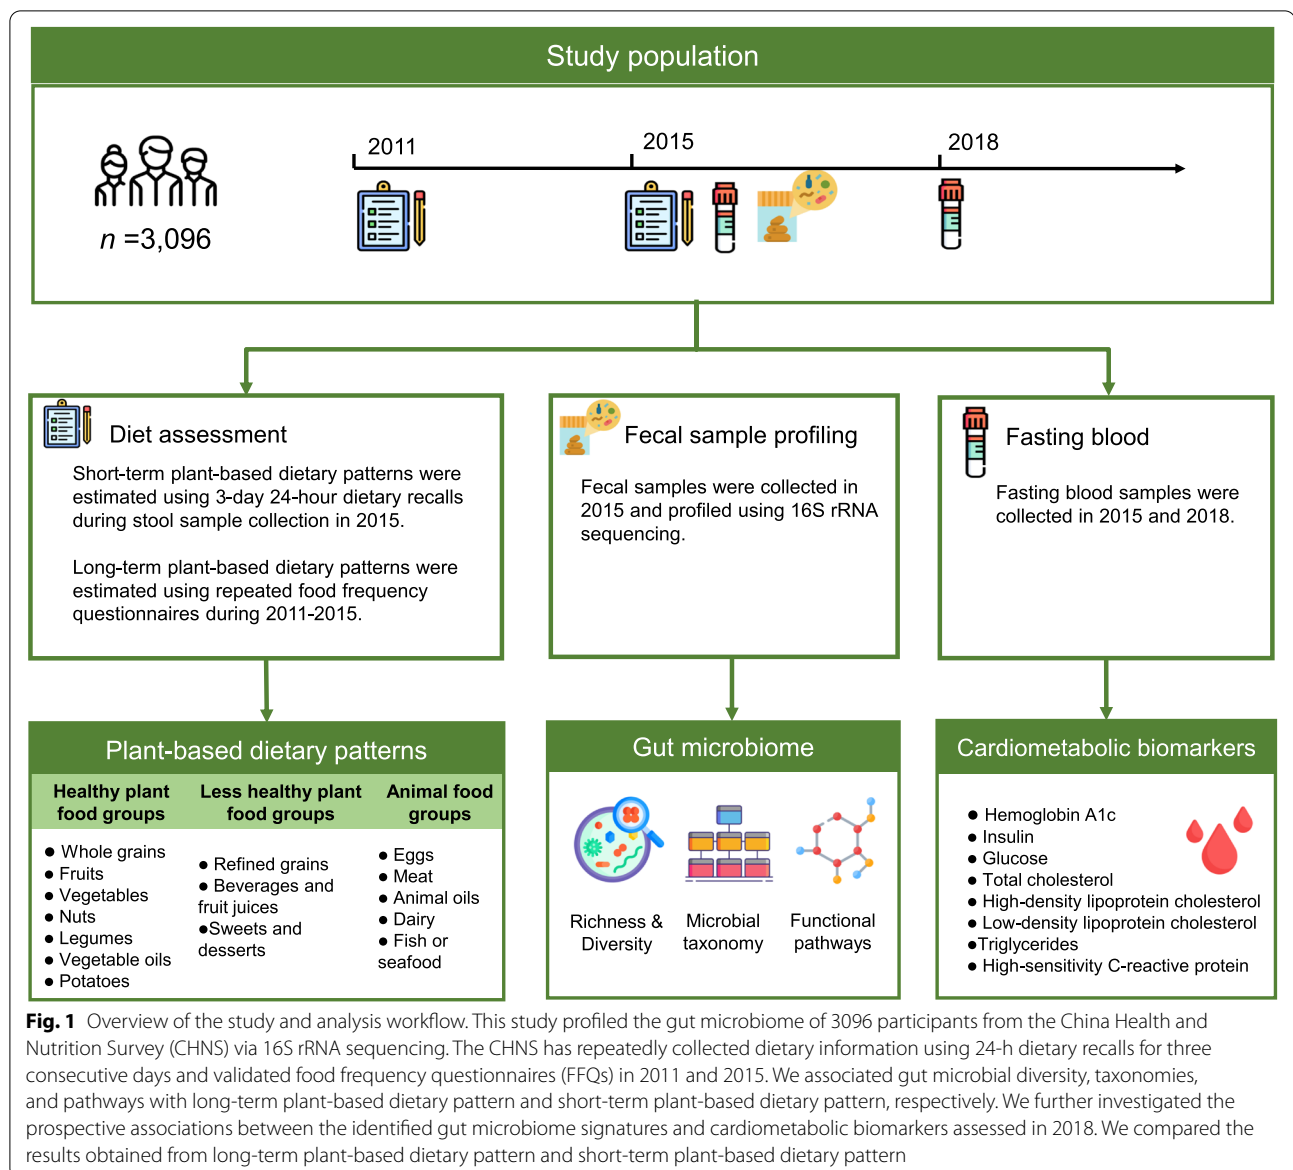 Study population
2011
2015
2018
n =3,096
Diet assessment
Short-term plant-based dietary patterns were
estimated using 3-day 24-hour dietary recalls
during stool sample collection in 2015.
Long-term plant-based dietary patterns were
estimated using repeated food frequency
questionnaires during 2011-2015.
Fecal sample profiling
Fecal samples were collected in
2015 and profiled using 16S rRNA
sequencing.
Fasting blood
Fasting blood samples were
collected in 2015 and 2018.
Plant-based dietary patterns
Healthy plant
food groups
● Whole grains
● Fruits
● Vegetables
● Nuts
● Legumes
● Vegetable oils
● Potatoes
Less healthy plant
food groups
● Refined grains
● Beverages and
fruit juices
●Sweets and
desserts
Animal food
groups
● Eggs
● Meat
● Animal oils
● Dairy
● Fish or
seafood
Gut microbiome
Richness &
Diversity
Microbial
taxonomy
Functional
pathways
Cardiometabolic biomarkers
● Hemoglobin A1c
● Insulin
● Glucose
● Total cholesterol
● High-density lipoprotein cholesterol
● Low-density lipoprotein cholesterol
●Triglycerides
● High-sensitivity C-reactive protein
Fig. 1 Overview of the study and analysis workflow. This study profiled the gut microbiome of 3096 participants from the China Health and
Nutrition Survey (CHNS) via 16S rRNA sequencing. The CHNS has repeatedly collected dietary information using 24-h dietary recalls for three
consecutive days and validated food frequency questionnaires (FFQs) in 2011 and 2015. We associated gut microbial diversity, taxonomies,
and pathways with long-term plant-based dietary pattern and short-term plant-based dietary pattern, respectively. We further investigated the
prospective associations between the identified gut microbiome signatures and cardiometabolic biomarkers assessed in 2018. We compared the
results obtained from long-term plant-based dietary pattern and short-term plant-based dietary pattern